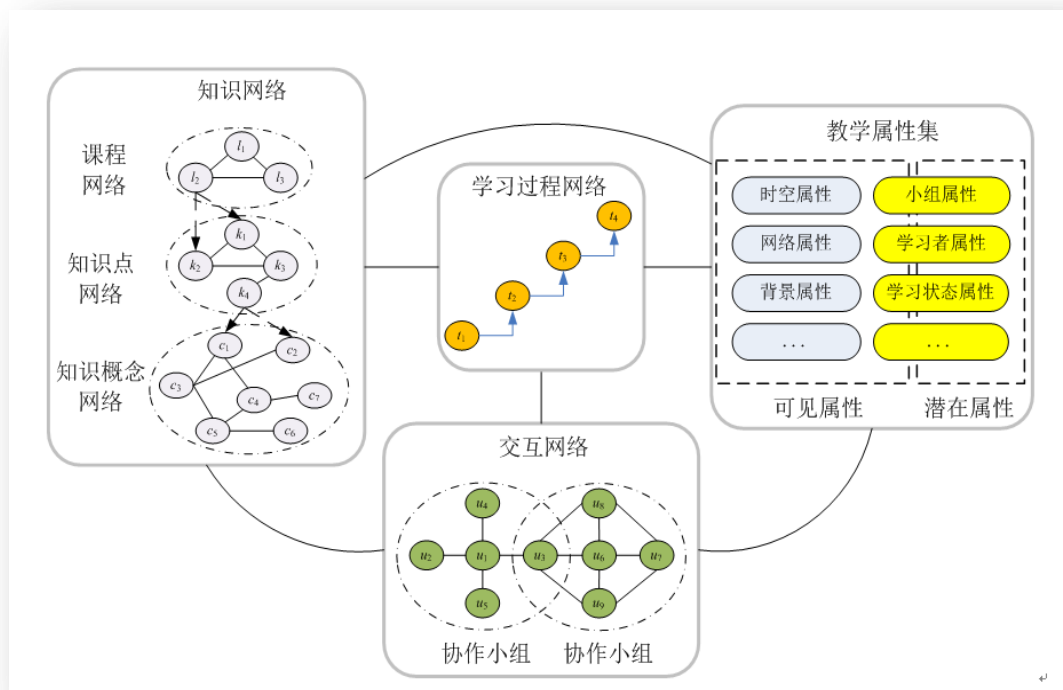 知识网络
课程
网络
l1
l2
l3
知识点
网络
k1
k2
k3
k4
知识概念
网络
c1
c2
c3
c4
c7
c5
c6
学习过程网络
t4
t3
t2
t1
教学属性集
时空属性
小组属性
网络属性
学习者属性
背景属性
学习状态属性
...
...
可见属性
潜在属性
交互网络
u4
u8
u2
u1
u3
u6
u7
u5
u9
协作小组
协作小组